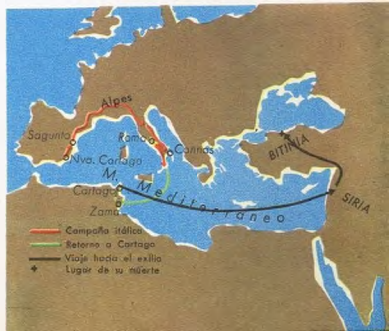 Alpes
Sagunto
Roma
Cannas
Nva. Cartago
BITINIA
M. Mediterráneo
Cartago
SIRIA
Zama
Campaña itálica
Retorno a Cartago
Viaje hacia el exilio
Lugar de su muerte